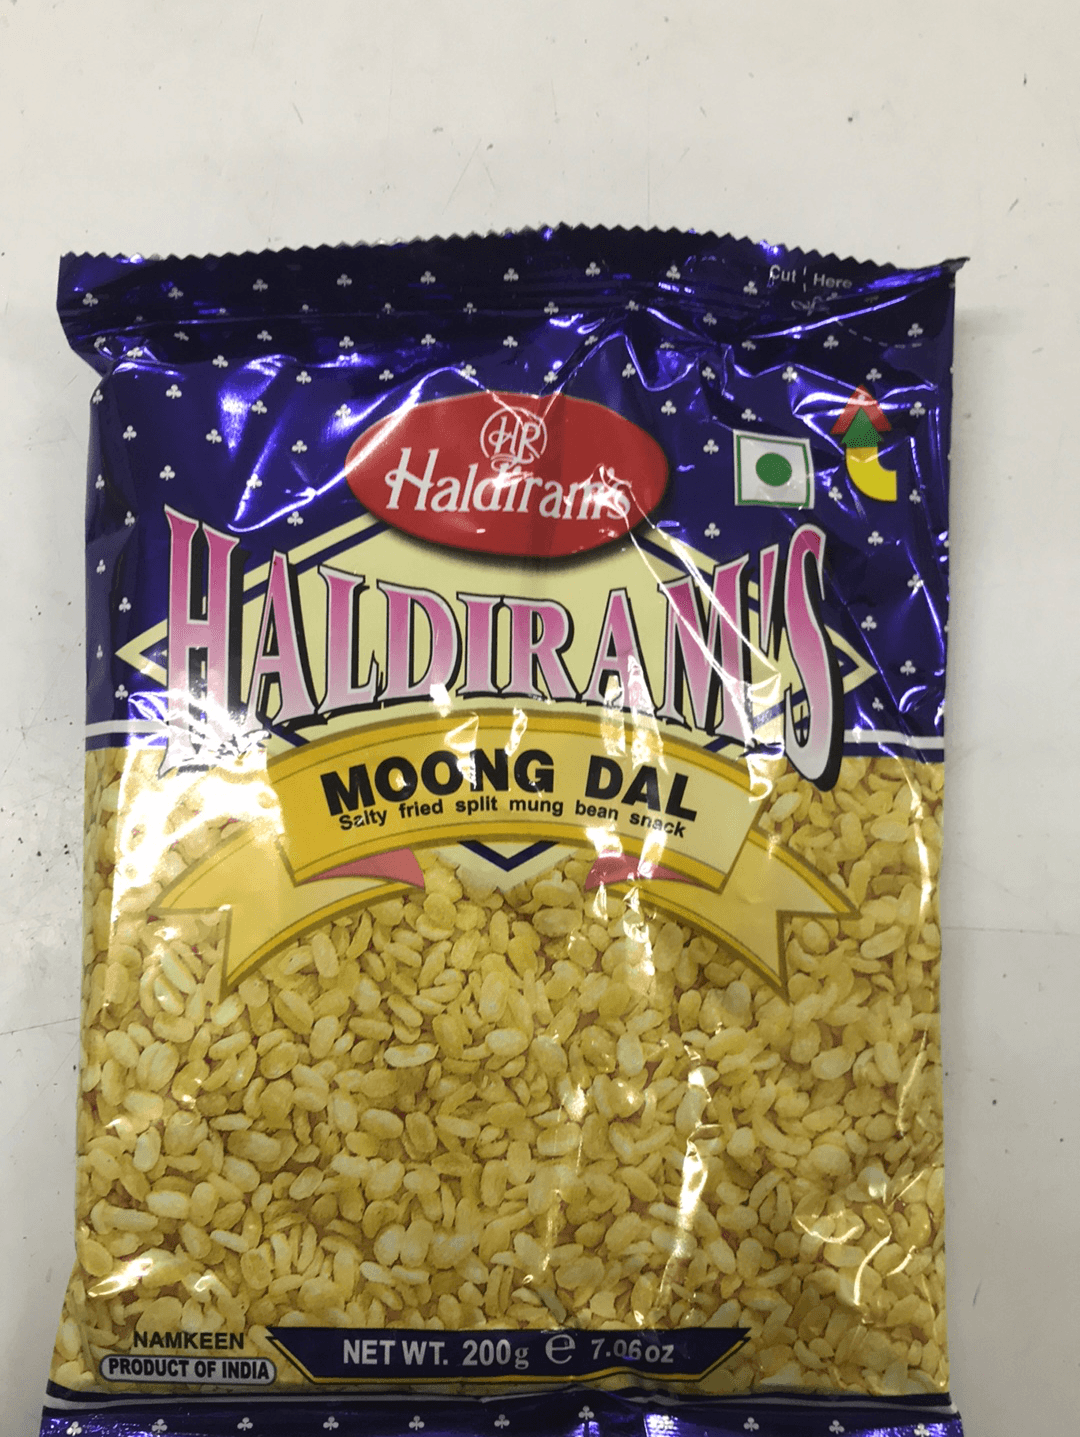 Cut Here
HR
Haldiram's
HALDIRAM'S
MOONG DAL
Salty fried split mung bean snack
NAMKEEN
PRODUCT OF INDIA
NET WT. 200g e 7.06oz